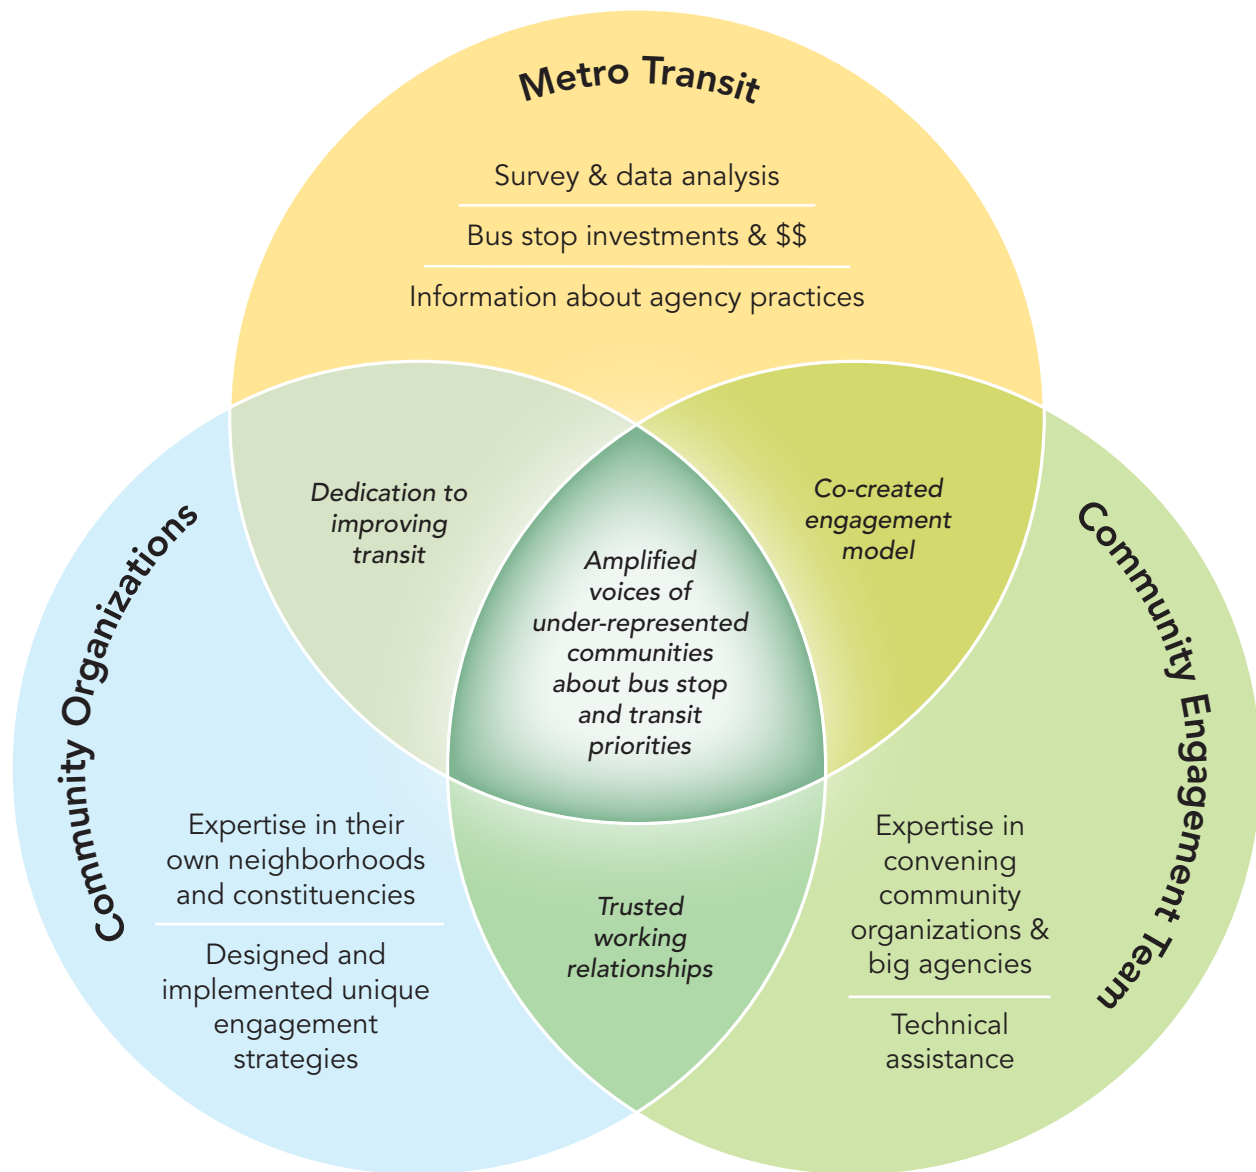 Metro Transit
Survey & data analysis
Bus stop investments & $$
Information about agency practices
Dedication to
improving
transit
Co-created
engagement
model
Amplified
voices of
under-represented
communities
about bus stop
and transit
priorities
Community Organizations
Expertise in their
own neighborhoods
and constituencies
Designed and
implemented unique
engagement
strategies
Trusted
working
relationships
Community Engagement Team
Expertise in
convening
community
organizations &
big agencies
Technical
assistance